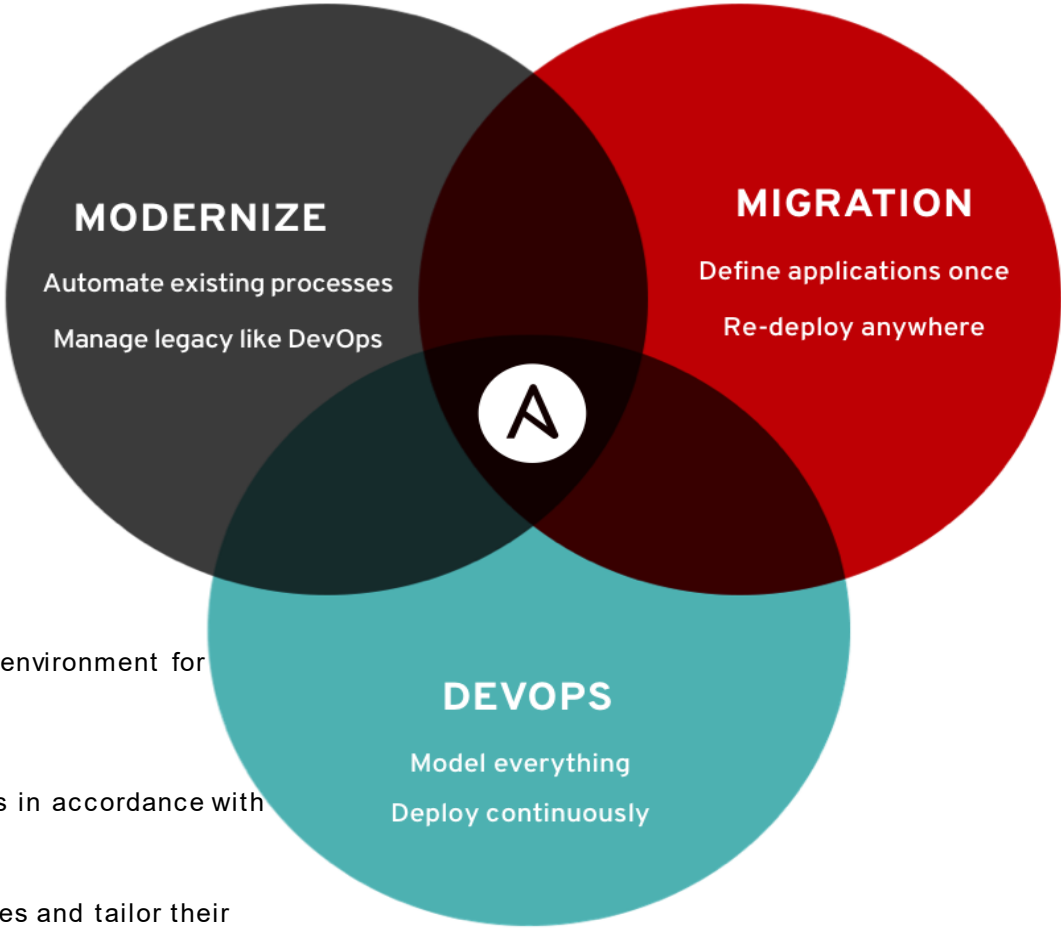 MODERNIZE
Automate existing processes
Manage legacy like DevOps
MIGRATION
Define applications once
Re-deploy anywhere
environment for
DEVOPS
Model everything
Deploy continuously
s in accordance with
es and tailor their